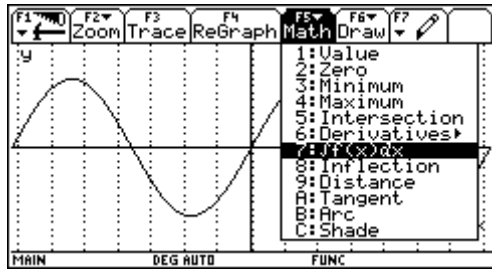 F1 F2 F3 F4 F5 F6 F7
Zoom Trace ReGraph Math Draw
y
1:Value
2:Zero
3:Minimum
4:Maximum
5:Intersection
6:Derivatives▸
7:∫f(x)dx
8:Inflection
9:Distance
A:Tangent
B:Arc
C:Shade
MAIN DEG AUTO FUNC